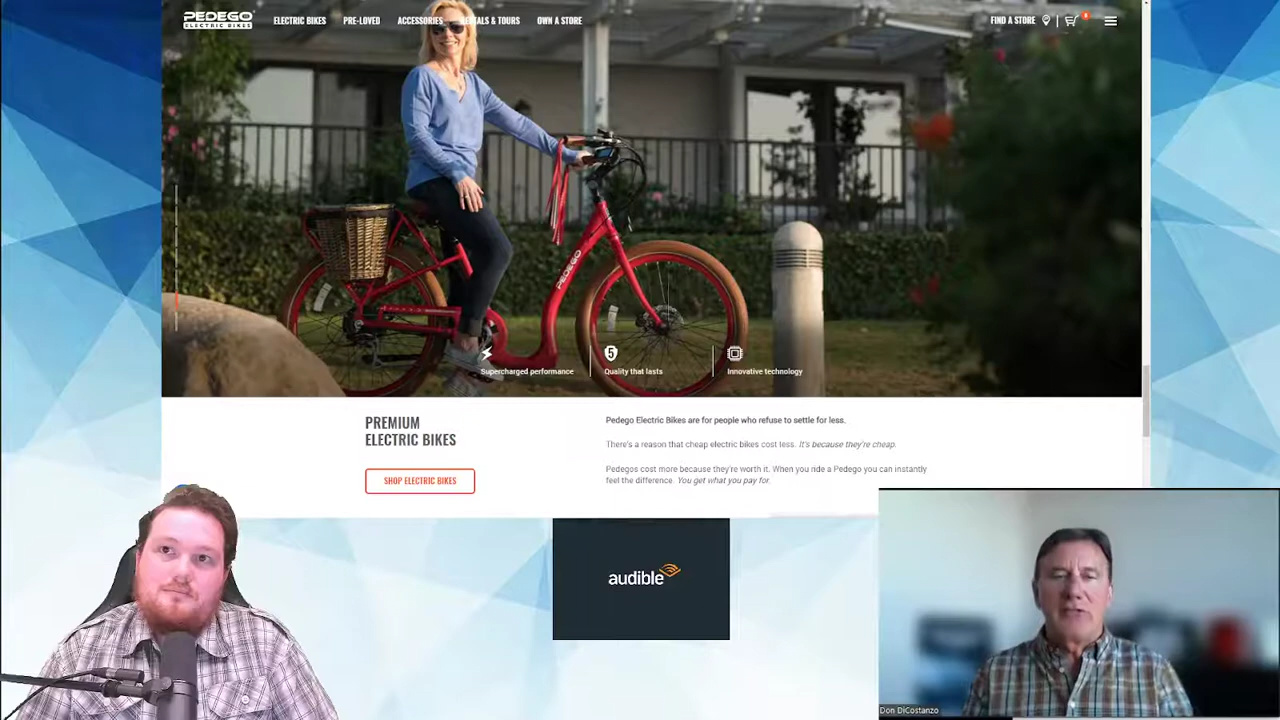 PEDEGO
ELECTRIC BIKES
ELECTRIC BIKES
PRE-LOVED
ACCESSORIES
RENTALS & TOURS
OWN A STORE
FIND A STORE
0
PEDEGO
5
Supercharged performance
Quality that lasts
Innovative technology
PREMIUM
ELECTRIC BIKES
SHOP ELECTRIC BIKES
Pedego Electric Bikes are for people who refuse to settle for less.
There's a reason that cheap electric bikes cost less. It's because they're cheap.
Pedegos cost more because they're worth it. When you ride a Pedego you can instantly
feel the difference. You get what you pay for.
audible
Don DiCostanzo